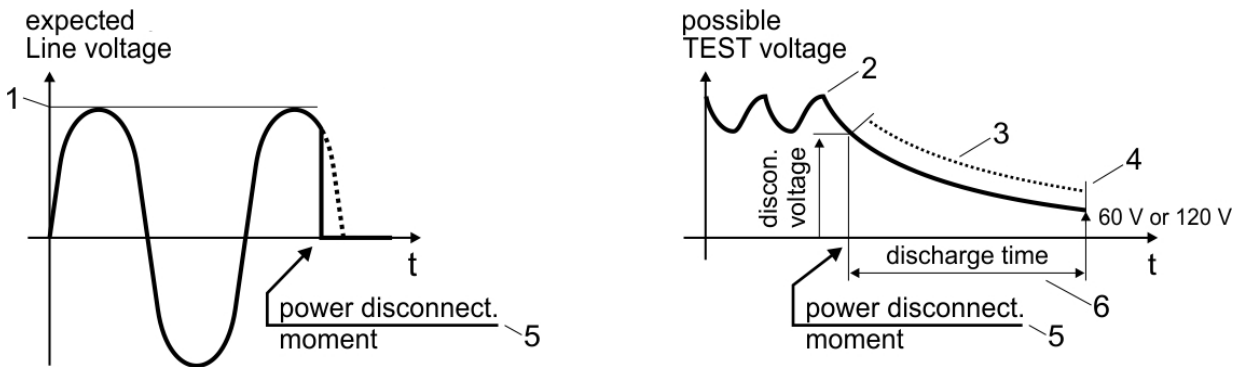 expected
Line voltage
1
t
power disconnect.
moment
5
possible
TEST voltage
2
3
4
discon.
voltage
60 V or 120 V
discharge time
t
6
power disconnect.
moment
5